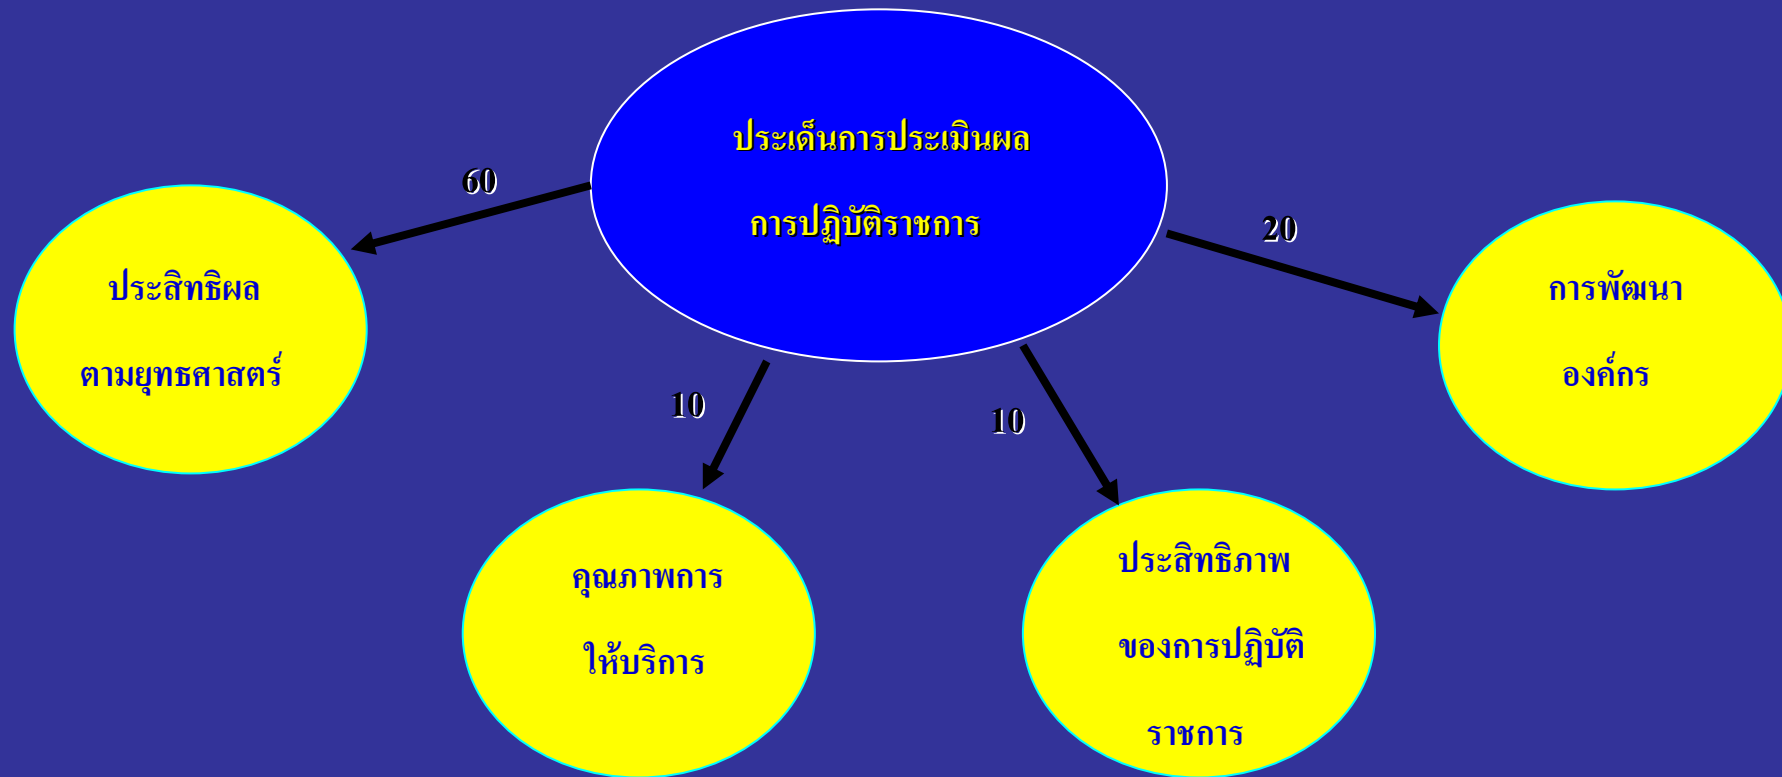 ประเด็นการประเมินผล
การปฏิบัติราชการ
60
20
10
10
ประสิทธิผล
ตามยุทธศาสตร์
คุณภาพการ
ให้บริการ
ประสิทธิภาพ
ของการปฏิบัติ
ราชการ
การพัฒนา
องค์กร